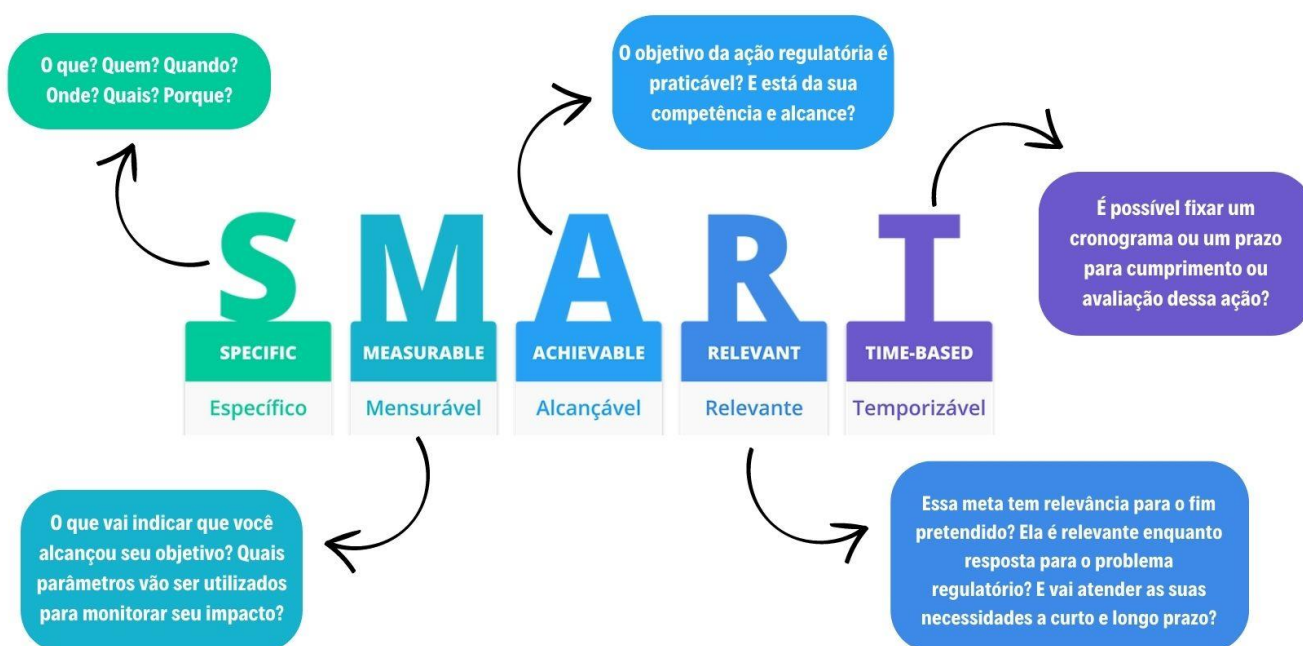 O que? Quem? Quando?
Onde? Quais? Porque?
O objetivo da ação regulatória é
praticável? E está da sua
competência e alcance?
É possível fixar um
cronograma ou um prazo
para cumprimento ou
avaliação dessa ação?
S M A R T
SPECIFIC MEASURABLE ACHIEVABLE RELEVANT TIME-BASED
Específico Mensurável Alcançável Relevante Temporizável
O que vai indicar que você
alcançou seu objetivo? Quais
parâmetros vão ser utilizados
para monitorar seu impacto?
Essa meta tem relevância para o fim
pretendido? Ela é relevante enquanto
resposta para o problema
regulatório? E vai atender as suas
necessidades a curto e longo prazo?